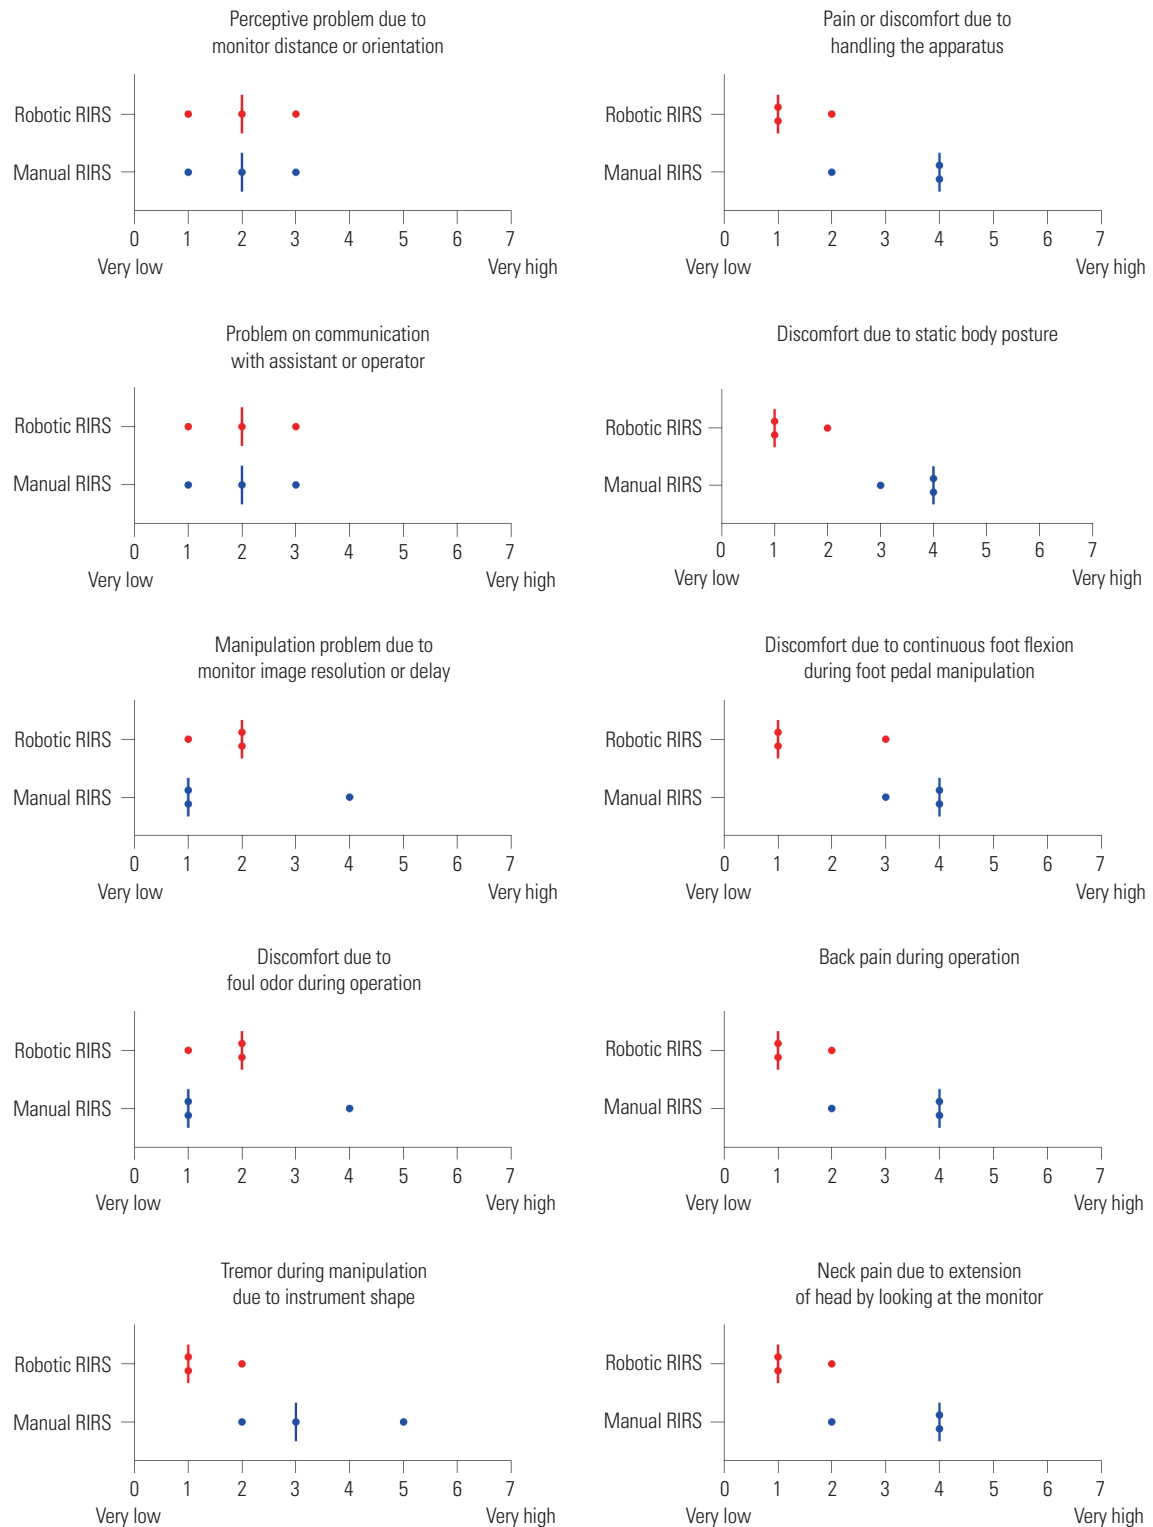 Perceptive problem due to
monitor distance or orientation
Robotic RIRS
Manual RIRS
0 1 2 3 4 5 6 7
Very low Very high
Pain or discomfort due to
handling the apparatus
Robotic RIRS
Manual RIRS
0 1 2 3 4 5 6 7
Very low Very high
Problem on communication
with assistant or operator
Robotic RIRS
Manual RIRS
0 1 2 3 4 5 6 7
Very low Very high
Discomfort due to static body posture
Robotic RIRS
Manual RIRS
0 1 2 3 4 5 6 7
Very low Very high
Manipulation problem due to
monitor image resolution or delay
Robotic RIRS
Manual RIRS
0 1 2 3 4 5 6 7
Very low Very high
Discomfort due to continuous foot flexion
during foot pedal manipulation
Robotic RIRS
Manual RIRS
0 1 2 3 4 5 6 7
Very low Very high
Discomfort due to
foul odor during operation
Robotic RIRS
Manual RIRS
0 1 2 3 4 5 6 7
Very low Very high
Back pain during operation
Robotic RIRS
Manual RIRS
0 1 2 3 4 5 6 7
Very low Very high
Tremor during manipulation
due to instrument shape
Robotic RIRS
Manual RIRS
0 1 2 3 4 5 6 7
Very low Very high
Neck pain due to extension
of head by looking at the monitor
Robotic RIRS
Manual RIRS
0 1 2 3 4 5 6 7
Very low Very high